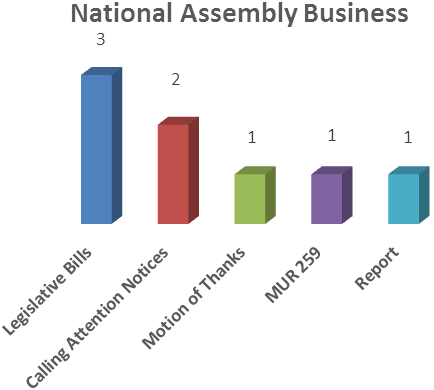 National Assembly Business
3
2
1
1
1
Legislative Bills
Calling Attention Notices
Motion of Thanks
MUR 259
Report